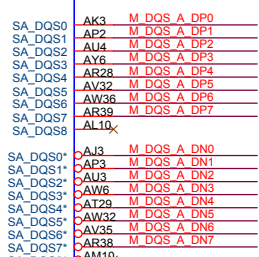 SA_DQS0 AK3 M_DQS_A_DP0
SA_DQS1 AP2 M_DQS_A_DP1
SA_DQS2 AU4 M_DQS_A_DP2
SA_DQS3 AY6 M_DQS_A_DP3
SA_DQS4 AR28 M_DQS_A_DP4
SA_DQS5 AV32 M_DQS_A_DP5
SA_DQS6 AW36 M_DQS_A_DP6
SA_DQS7 AR39 M_DQS_A_DP7
SA_DQS8 AL10
SA_DQS0* AJ3 M_DQS_A_DN0
SA_DQS1* AP3 M_DQS_A_DN1
SA_DQS2* AU3 M_DQS_A_DN2
SA_DQS3* AW6 M_DQS_A_DN3
SA_DQS4* AT29 M_DQS_A_DN4
SA_DQS5* AW32 M_DQS_A_DN5
SA_DQS6* AV35 M_DQS_A_DN6
SA_DQS7* AR38 M_DQS_A_DN7
AM10